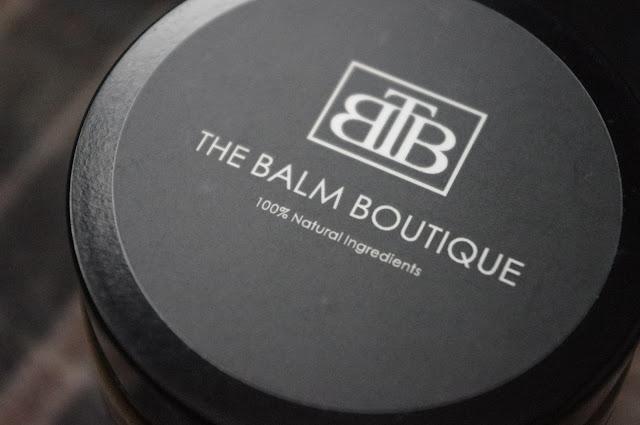 BTB
THE BALM BOUTIQUE
100% Natural Ingredients